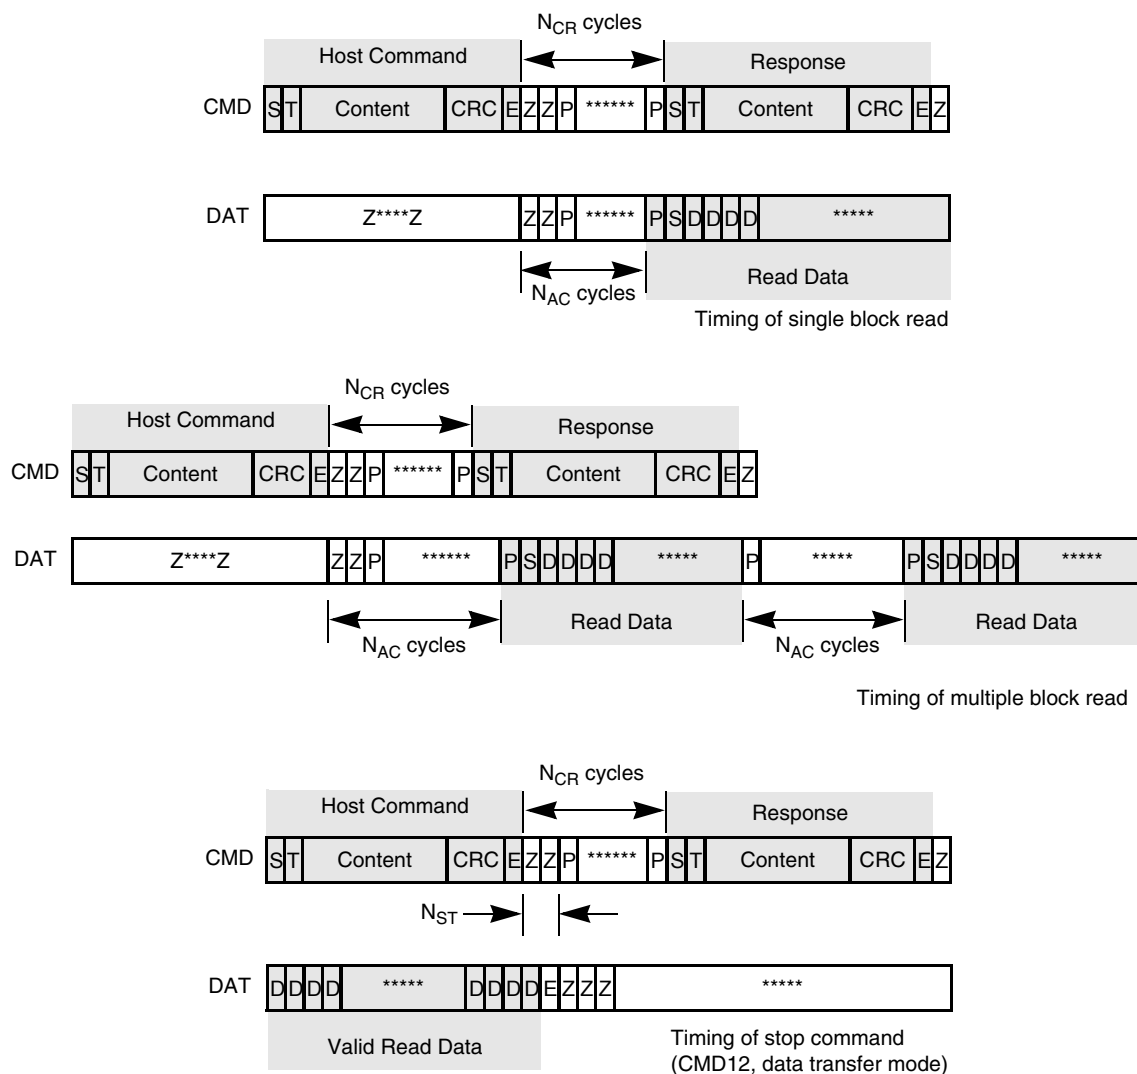 N_CR cycles
Host Command Response
CMD S T Content CRC E Z Z P ****** P S T Content CRC E Z
DAT Z****Z Z Z P ****** P S D D D D *****
N_AC cycles Read Data
Timing of single block read
N_CR cycles
Host Command Response
CMD S T Content CRC E Z Z P ****** P S T Content CRC E Z
DAT Z****Z Z Z P ****** P S D D D D ***** P ***** P S D D D D *****
N_AC cycles Read Data N_AC cycles Read Data
Timing of multiple block read
N_CR cycles
Host Command Response
CMD S T Content CRC E Z Z P ****** P S T Content CRC E Z
N_ST
DAT D D D D ***** D D D D E Z Z Z *****
Valid Read Data
Timing of stop command
(CMD12, data transfer mode)